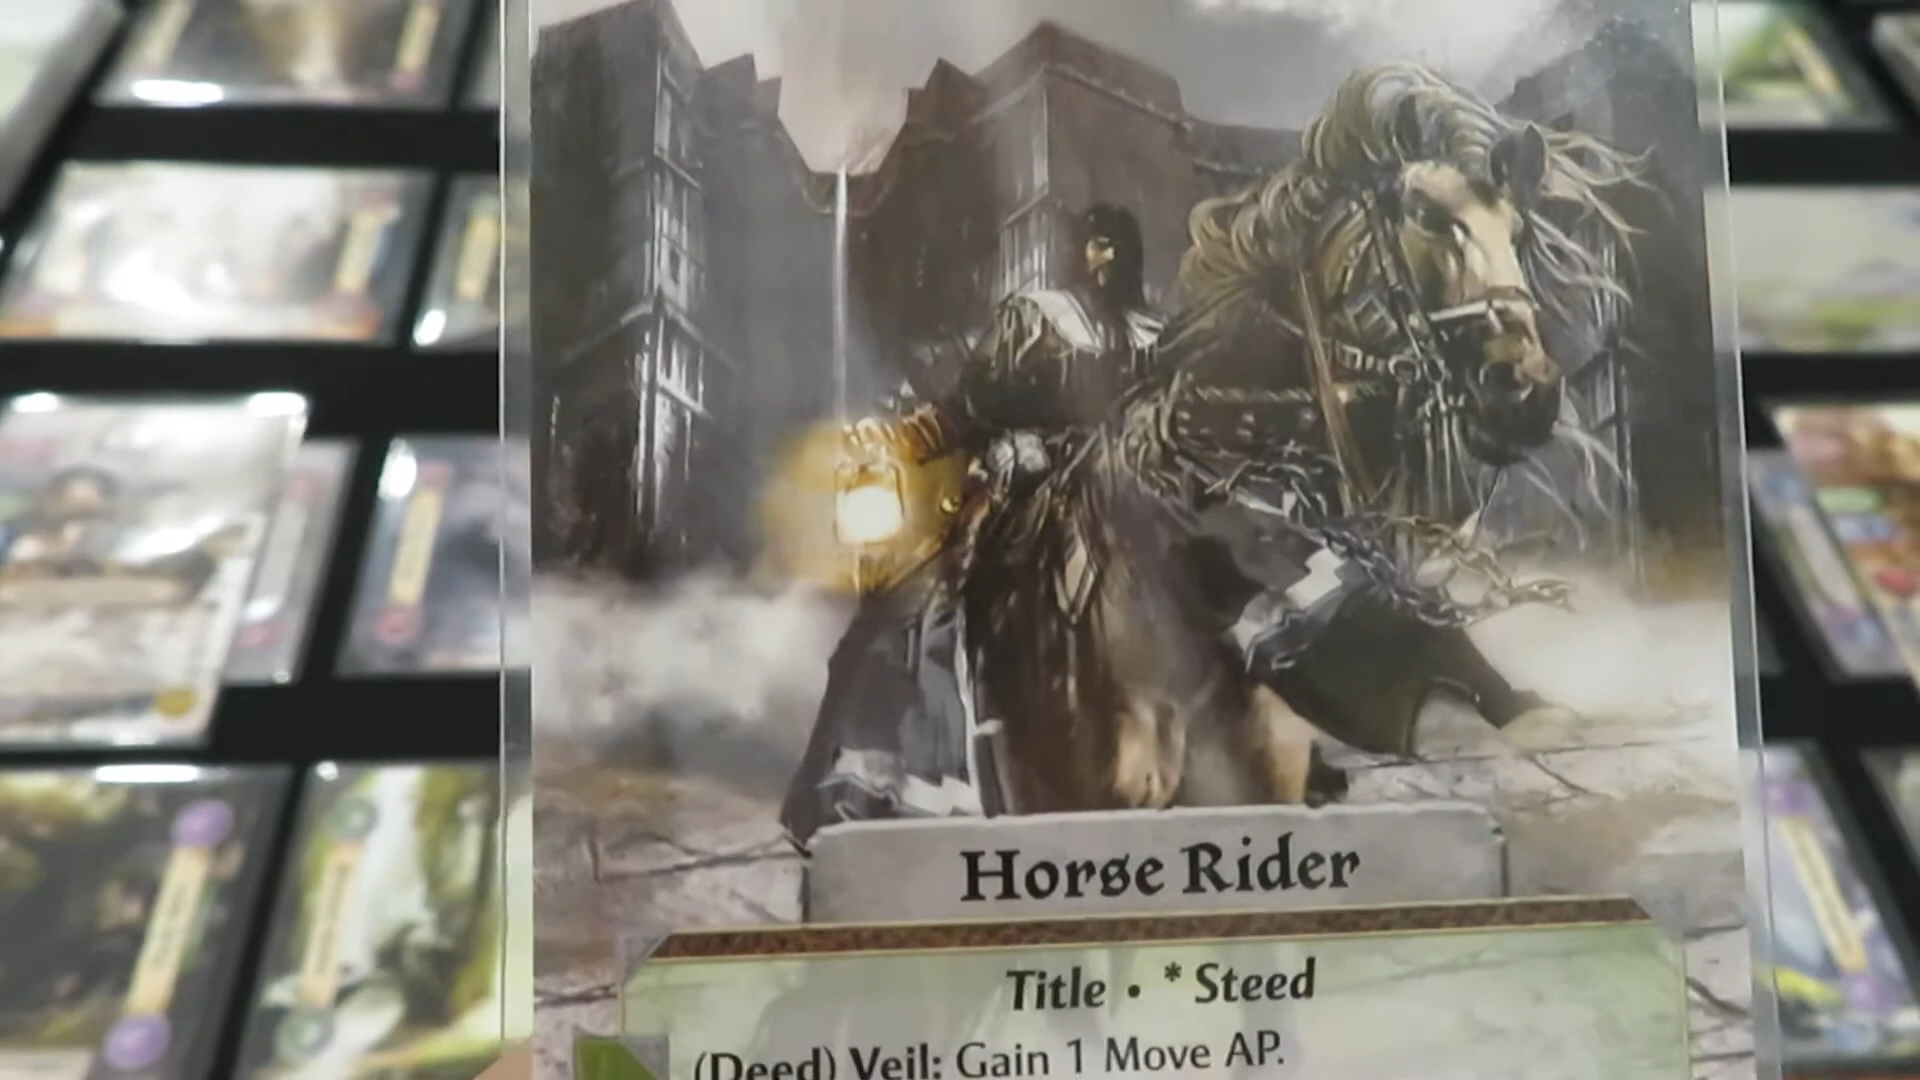 Horse Rider
Title • * Steed
(Deed) Veil: Gain 1 Move AP.